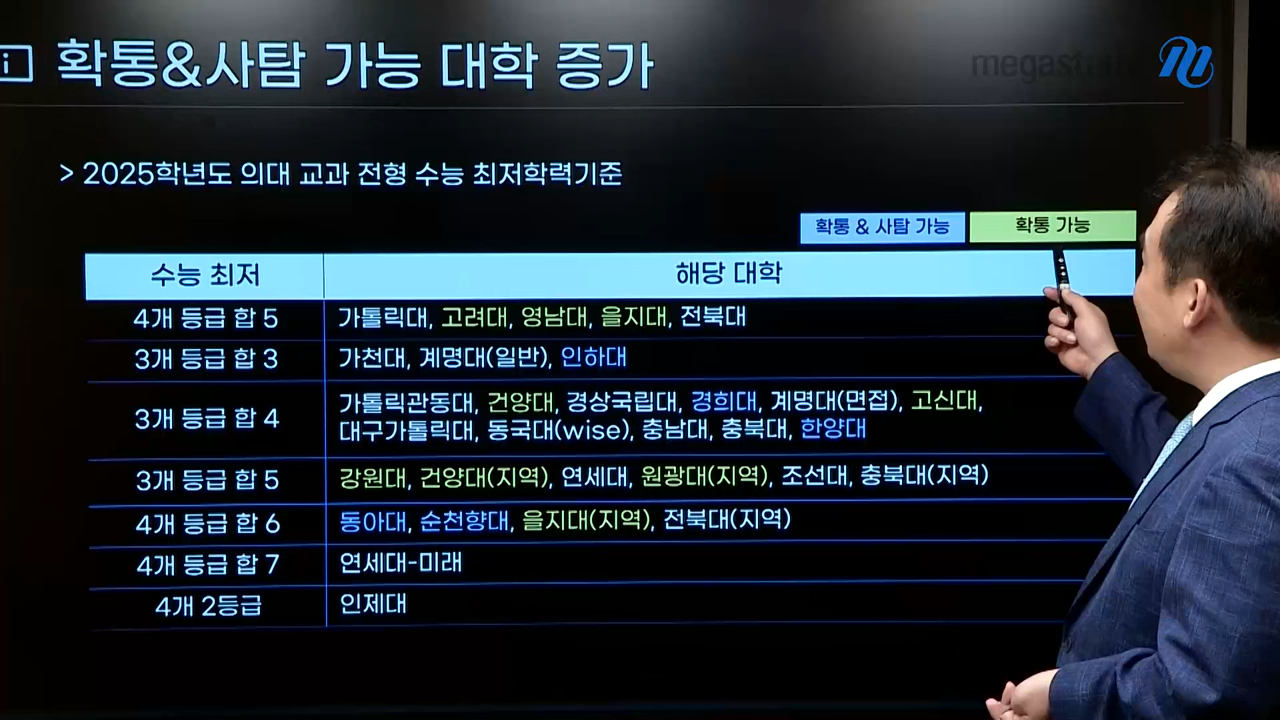 확통&사탐 가능 대학 증가
> 2025학년도 의대 교과 전형 수능 최저학력기준
확통 & 사탐 가능 확통 가능
수능 최저 해당 대학
4개 등급 합 5 가톨릭대, 고려대, 영남대, 을지대, 전북대
3개 등급 합 3 가천대, 계명대(일반), 인하대
3개 등급 합 4 가톨릭관동대, 건양대, 경상국립대, 경희대, 계명대(면접), 고신대,
대구가톨릭대, 동국대(wise), 충남대, 충북대, 한양대
3개 등급 합 5 강원대, 건양대(지역), 연세대, 원광대(지역), 조선대, 충북대(지역)
4개 등급 합 6 동아대, 순천향대, 을지대(지역), 전북대(지역)
4개 등급 합 7 연세대-미래
4개 2등급 인제대